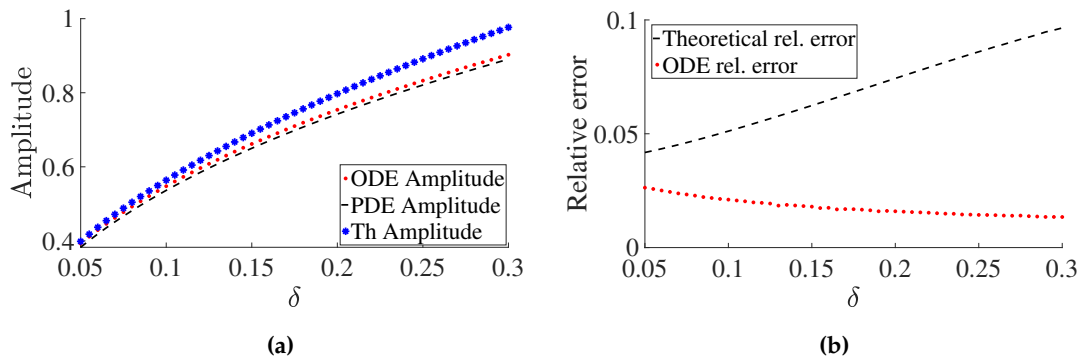 1
0.8
0.6
0.4
Amplitude
ODE Amplitude
PDE Amplitude
Th Amplitude
0.05 0.1 0.15 0.2 0.25 0.3
δ
(a)
0.1
0.05
0
Relative error
Theoretical rel. error
ODE rel. error
0.05 0.1 0.15 0.2 0.25 0.3
δ
(b)